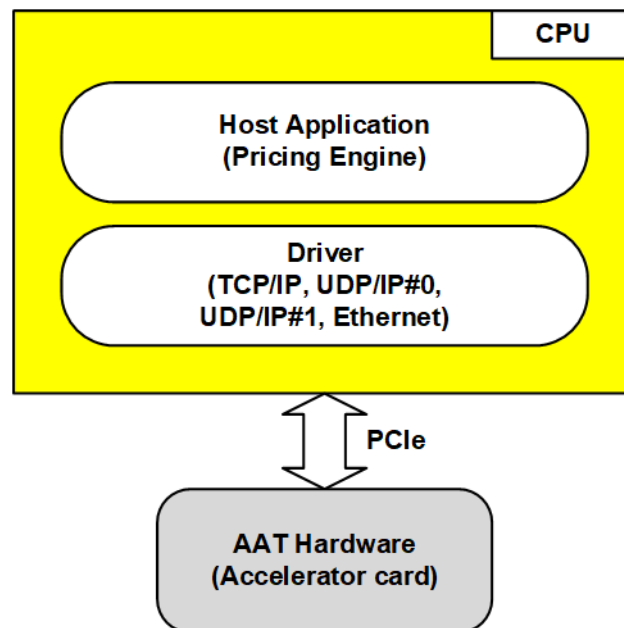 CPU
Host Application
(Pricing Engine)
Driver
(TCP/IP, UDP/IP#0,
UDP/IP#1, Ethernet)
PCIe
AAT Hardware
(Accelerator card)